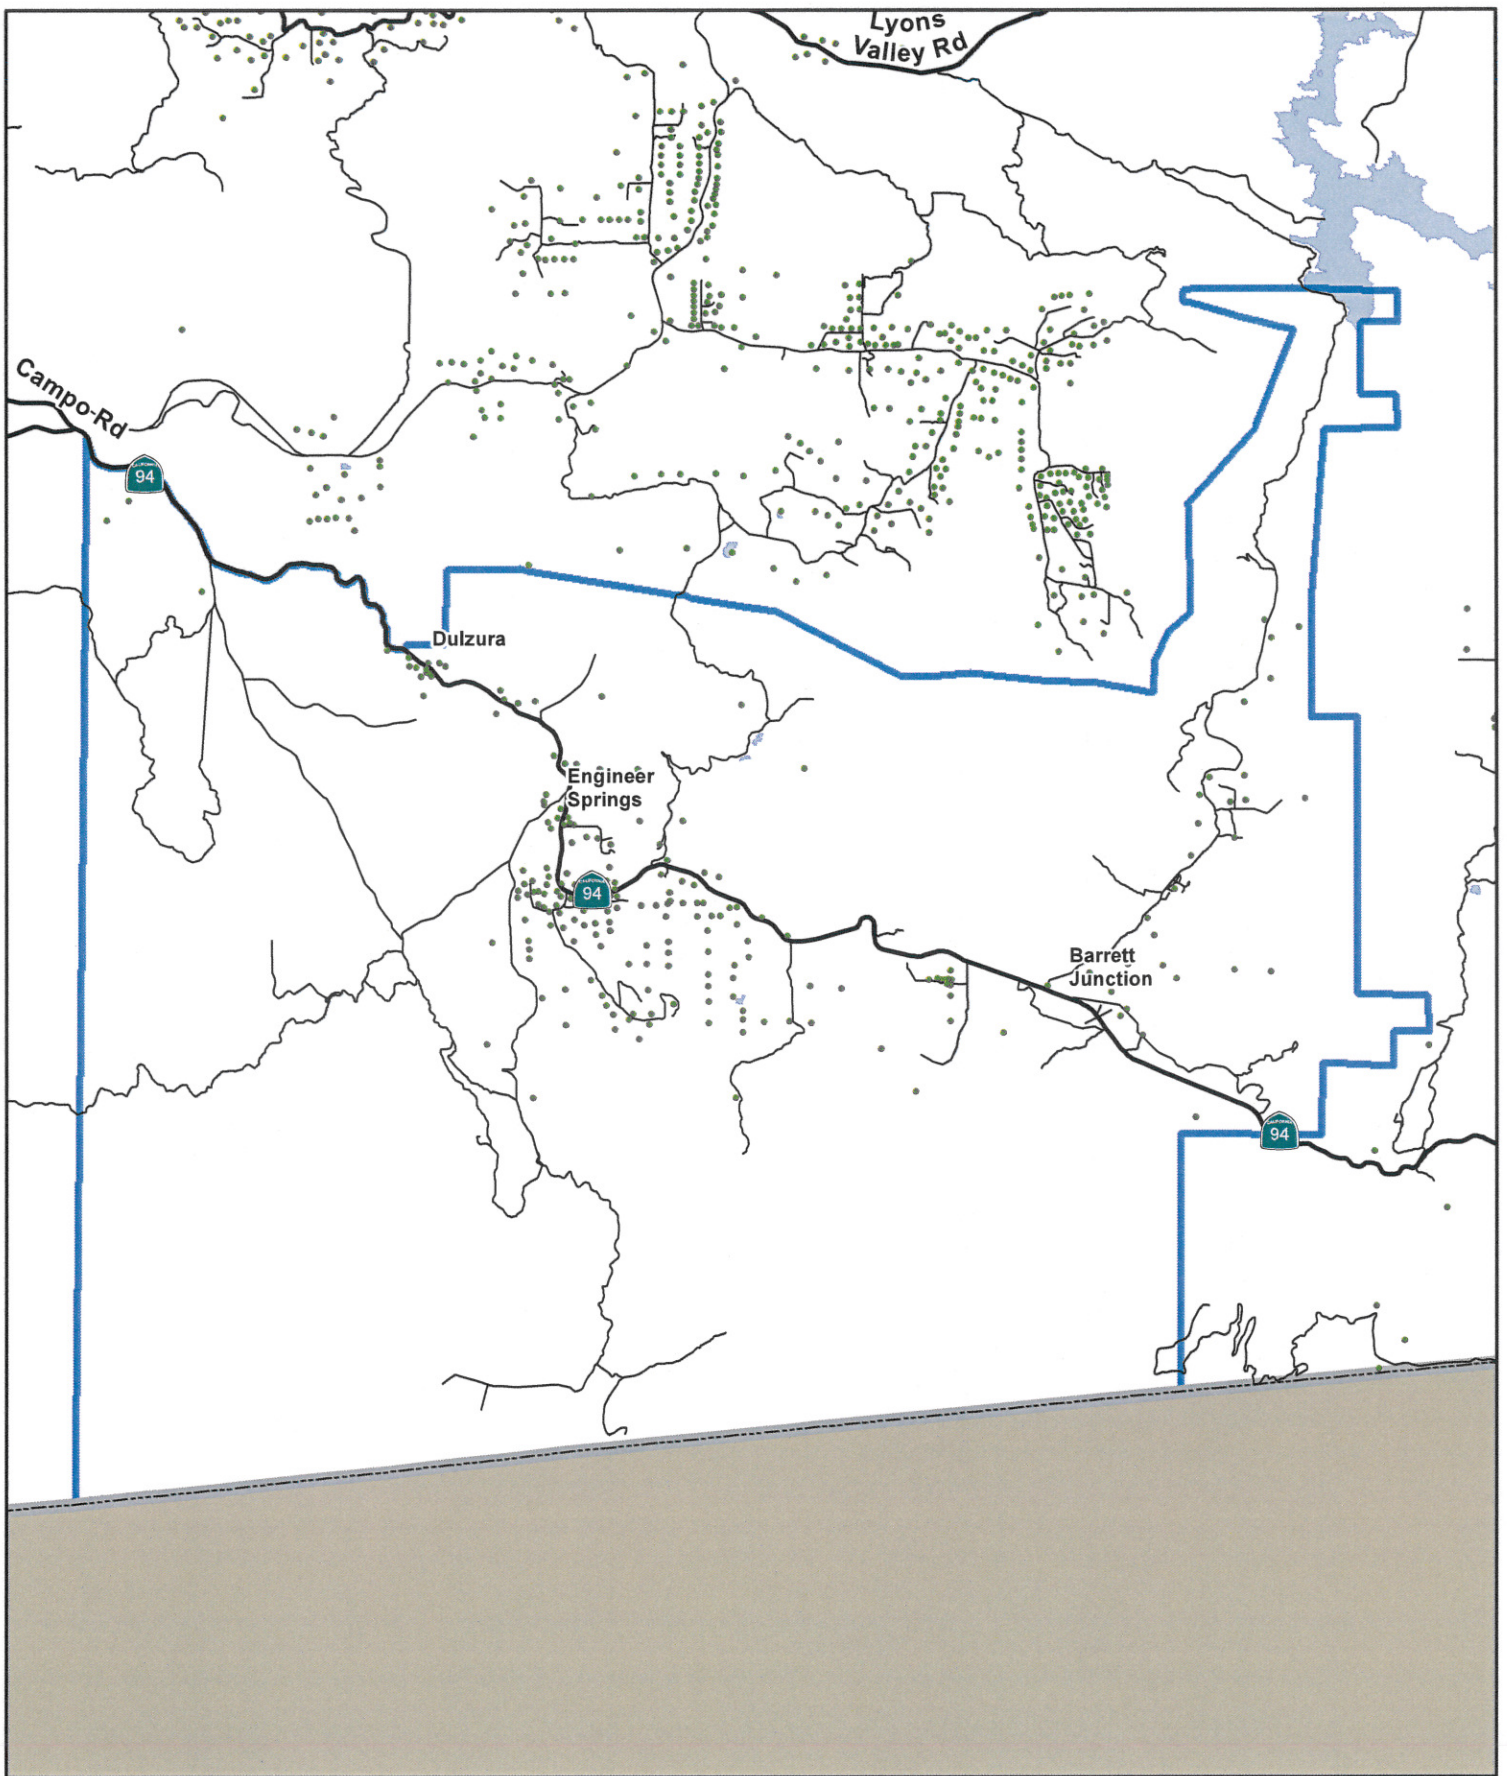 Lyons
Valley Rd
Campo-Rd
94
Dulzura
Engineer
Springs
94
Barrett
Junction
94